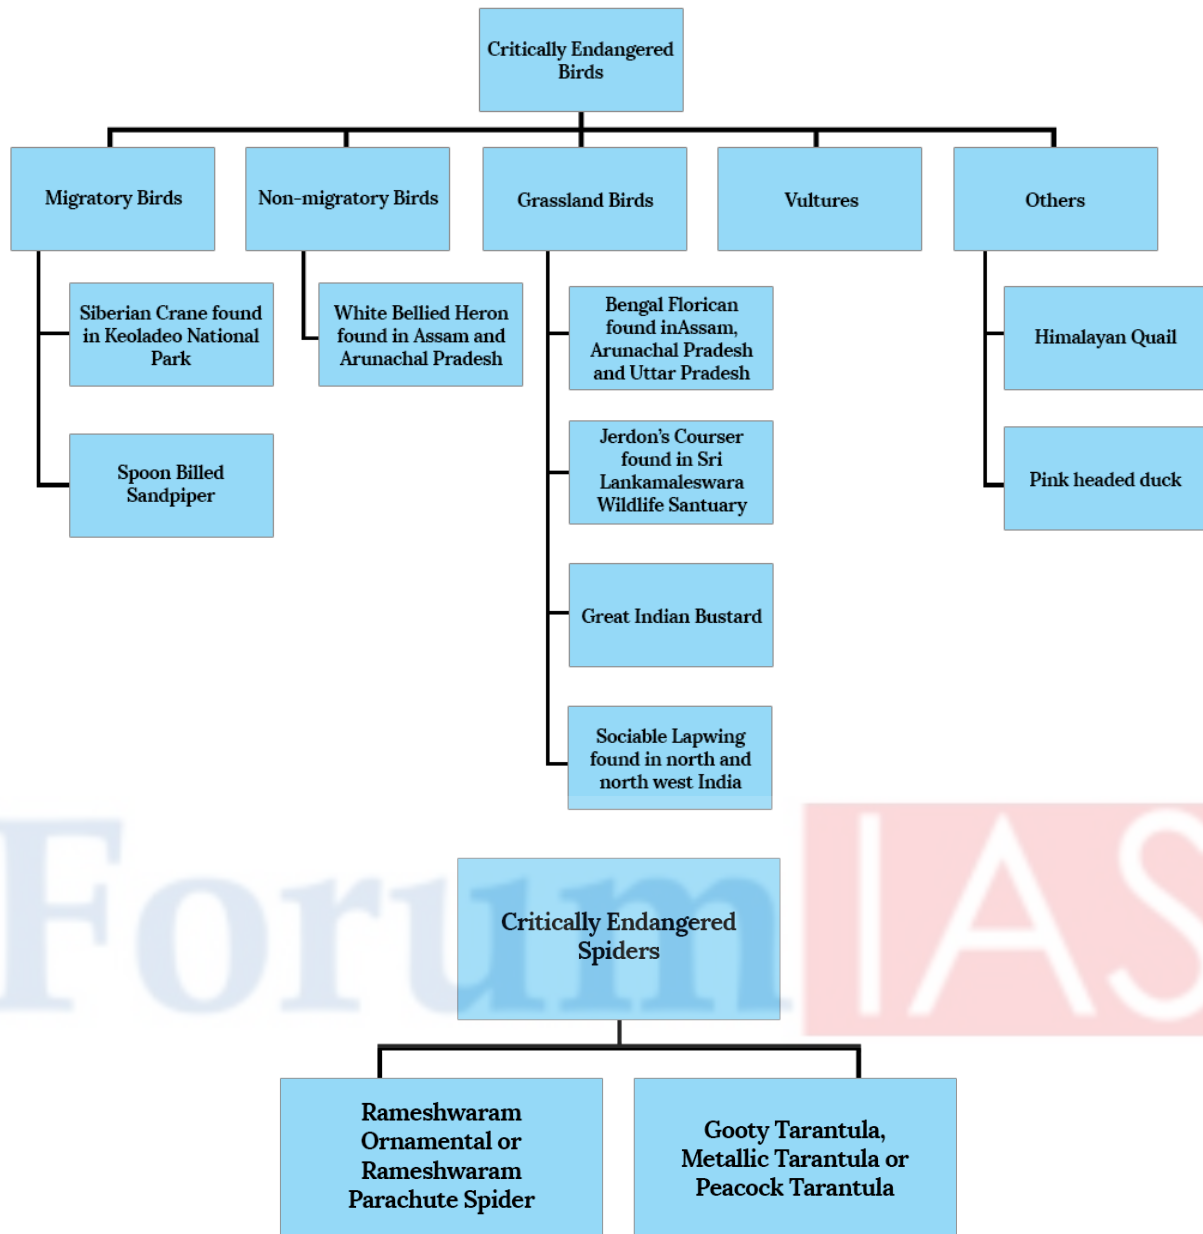 Critically Endangered
Birds
Migratory Birds
Non-migratory Birds
Grassland Birds
Vultures
Others
Siberian Crane found
in Keoladeo National
Park
Spoon Billed
Sandpiper
White Bellied Heron
found in Assam and
Arunachal Pradesh
Bengal Florican
found inAssam,
Arunachal Pradesh
and Uttar Pradesh
Jerdon's Courser
found in Sri
Lankamaleswara
Wildlife Santuary
Great Indian Bustard
Sociable Lapwing
found in north and
north west India
Himalayan Quail
Pink headed duck
Forum IAS
Critically Endangered
Spiders
Rameshwaram
Ornamental or
Rameshwaram
Parachute Spider
Gooty Tarantula,
Metallic Tarantula or
Peacock Tarantula